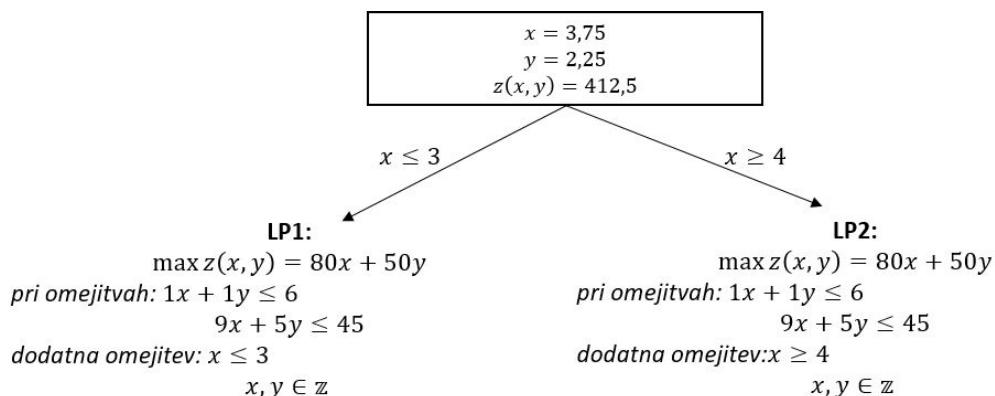 x = 3,75
y = 2,25
z(x, y) = 412,5
x ≤ 3
x ≥ 4
LP1:
max z(x, y) = 80x + 50y
pri omejitvah: 1x + 1y ≤ 6
9x + 5y ≤ 45
dodatna omejitev: x ≤ 3
x, y ∈ ℤ
LP2:
max z(x, y) = 80x + 50y
pri omejitvah: 1x + 1y ≤ 6
9x + 5y ≤ 45
dodatna omejitev:x ≥ 4
x, y ∈ ℤ